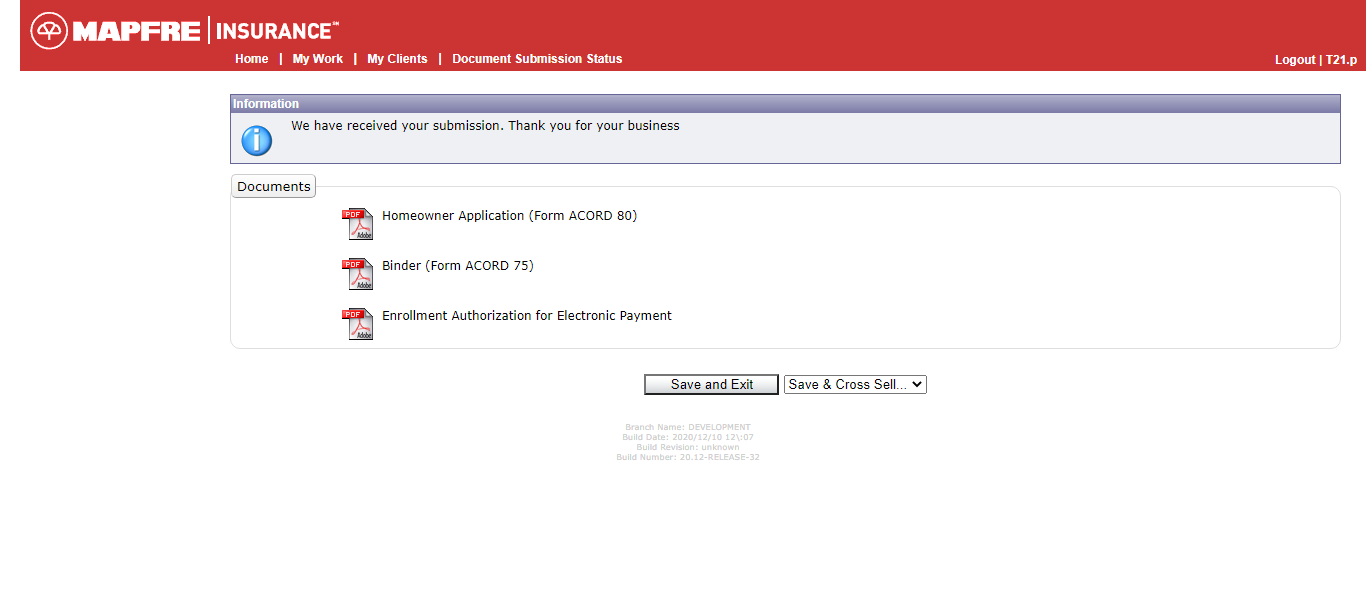 MAPFRE | INSURANCE℠
Home | My Work | My Clients | Document Submission Status
Logout | T21.p
Information
We have received your submission. Thank you for your business
Documents
PDF Adobe Homeowner Application (Form ACORD 80)
PDF Adobe Binder (Form ACORD 75)
PDF Adobe Enrollment Authorization for Electronic Payment
Save and Exit Save & Cross Sell...
Branch Name: DEVELOPMENT
Build Date: 2020/12/10 12\:07
Build Revision: unknown
Build Number: 20.12-RELEASE-32